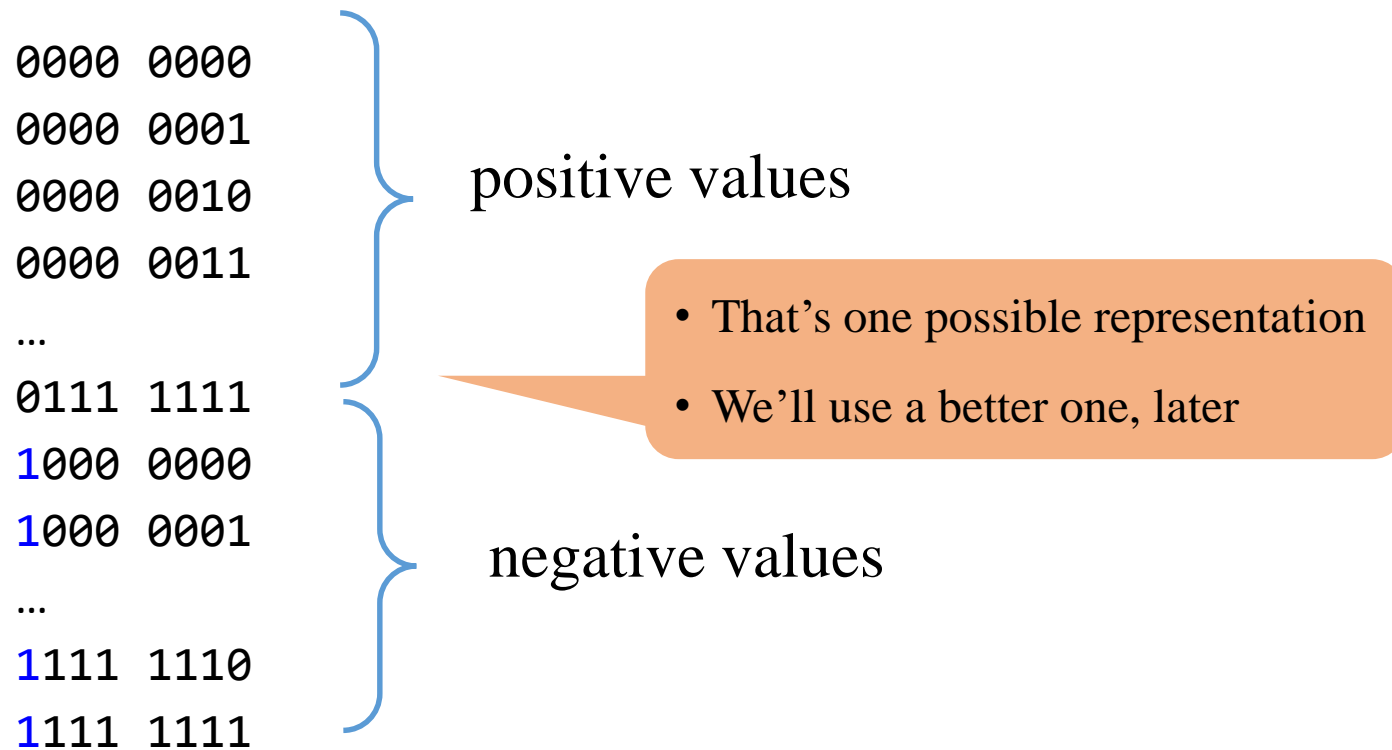 0000 0000
0000 0001
0000 0010
0000 0011
…
0111 1111
1000 0000
1000 0001
…
1111 1110
1111 1111
positive values
• That’s one possible representation
• We’ll use a better one, later
negative values